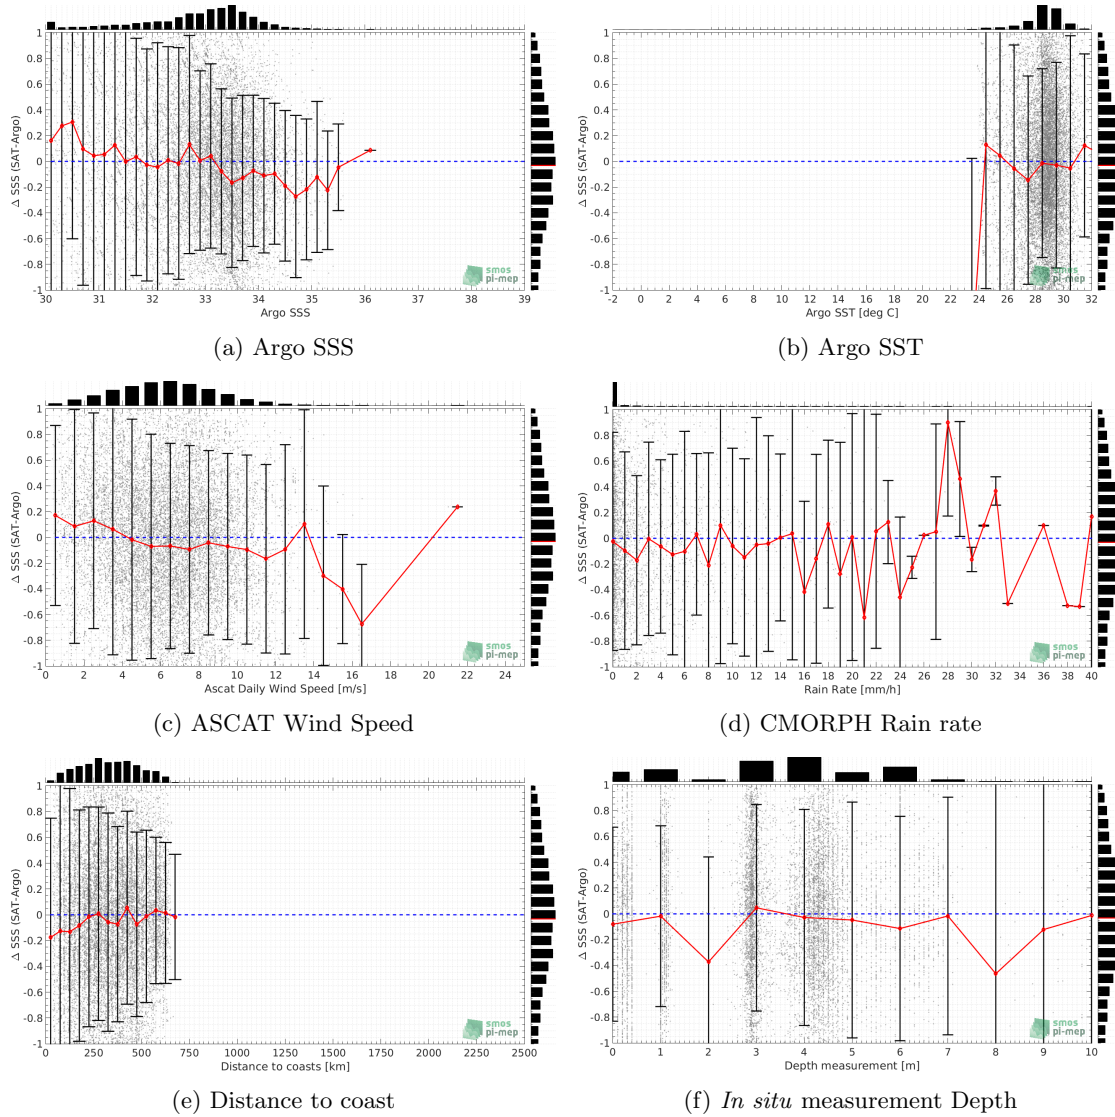 1
0.8
0.6
0.4
0.2
0
-0.2
-0.4
-0.6
-0.8
-1
Δ SSS (SAT-Argo)
30 31 32 33 34 35 36 37 38 39
Argo SSS
smos
pi-mep
(a) Argo SSS
1
0.8
0.6
0.4
0.2
0
-0.2
-0.4
-0.6
-0.8
-1
Δ SSS (SAT-Argo)
-2 0 2 4 6 8 10 12 14 16 18 20 22 24 26 28 30 32
Argo SST [deg C]
smos
pi-mep
(b) Argo SST
1
0.8
0.6
0.4
0.2
0
-0.2
-0.4
-0.6
-0.8
-1
Δ SSS (SAT-Argo)
0 2 4 6 8 10 12 14 16 18 20 22 24
Ascat Daily Wind Speed [m/s]
smos
pi-mep
(c) ASCAT Wind Speed
1
0.8
0.6
0.4
0.2
0
-0.2
-0.4
-0.6
-0.8
-1
Δ SSS (SAT-Argo)
0 2 4 6 8 10 12 14 16 18 20 22 24 26 28 30 32 34 36 38 40
Rain Rate [mm/h]
smos
pi-mep
(d) CMORPH Rain rate
1
0.8
0.6
0.4
0.2
0
-0.2
-0.4
-0.6
-0.8
-1
Δ SSS (SAT-Argo)
0 250 500 750 1000 1250 1500 1750 2000 2250 2500
Distance to coasts [km]
smos
pi-mep
(e) Distance to coast
1
0.8
0.6
0.4
0.2
0
-0.2
-0.4
-0.6
-0.8
-1
Δ SSS (SAT-Argo)
0 1 2 3 4 5 6 7 8 9 10
Depth measurement [m]
smos
pi-mep
(f) In situ measurement Depth